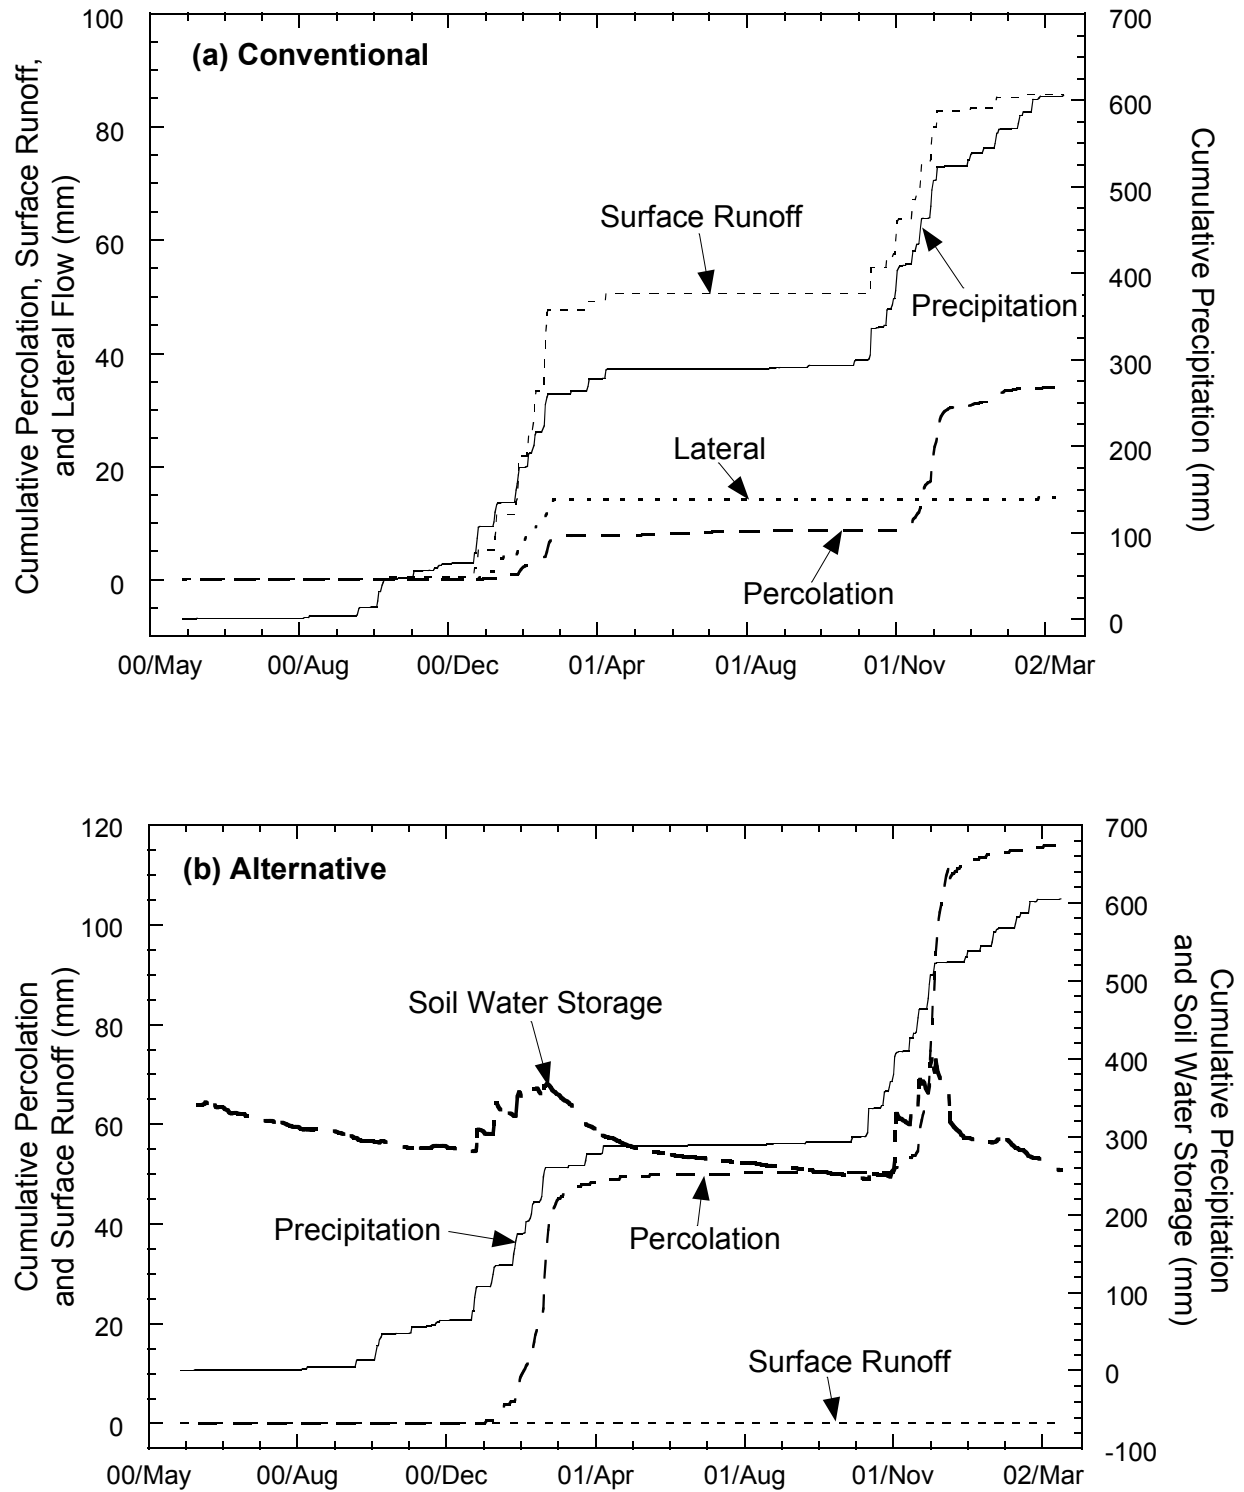 (a) Conventional
Cumulative Percolation, Surface Runoff,
and Lateral Flow (mm)
100
80
60
40
20
0
Surface Runoff
Precipitation
Lateral
Percolation
700
600
500
400
300
200
100
0
Cumulative Precipitation (mm)
00/May 00/Aug 00/Dec 01/Apr 01/Aug 01/Nov 02/Mar
(b) Alternative
Cumulative Percolation
and Surface Runoff (mm)
120
100
80
60
40
20
0
Soil Water Storage
Precipitation
Percolation
Surface Runoff
700
600
500
400
300
200
100
0
-100
Cumulative Precipitation
and Soil Water Storage (mm)
00/May 00/Aug 00/Dec 01/Apr 01/Aug 01/Nov 02/Mar